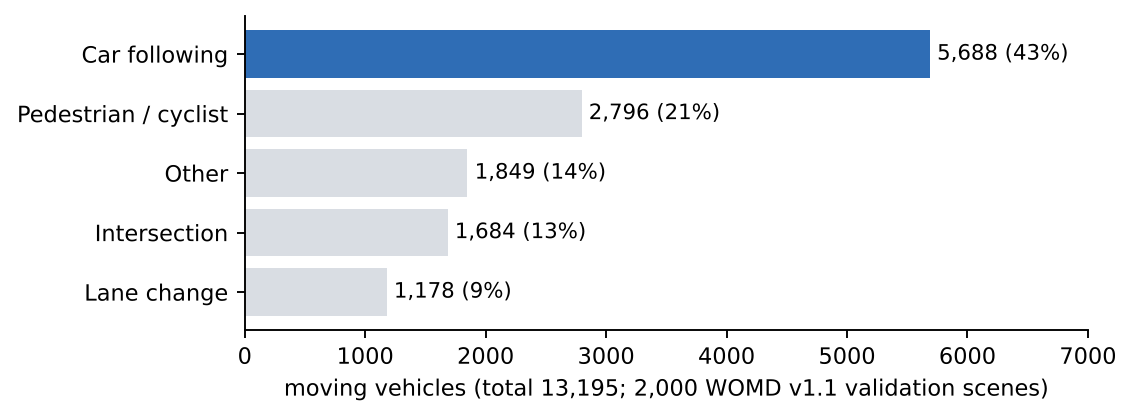 Car following 5,688 (43%)
Pedestrian / cyclist 2,796 (21%)
Other 1,849 (14%)
Intersection 1,684 (13%)
Lane change 1,178 (9%)
0 1000 2000 3000 4000 5000 6000 7000
moving vehicles (total 13,195; 2,000 WOMD v1.1 validation scenes)